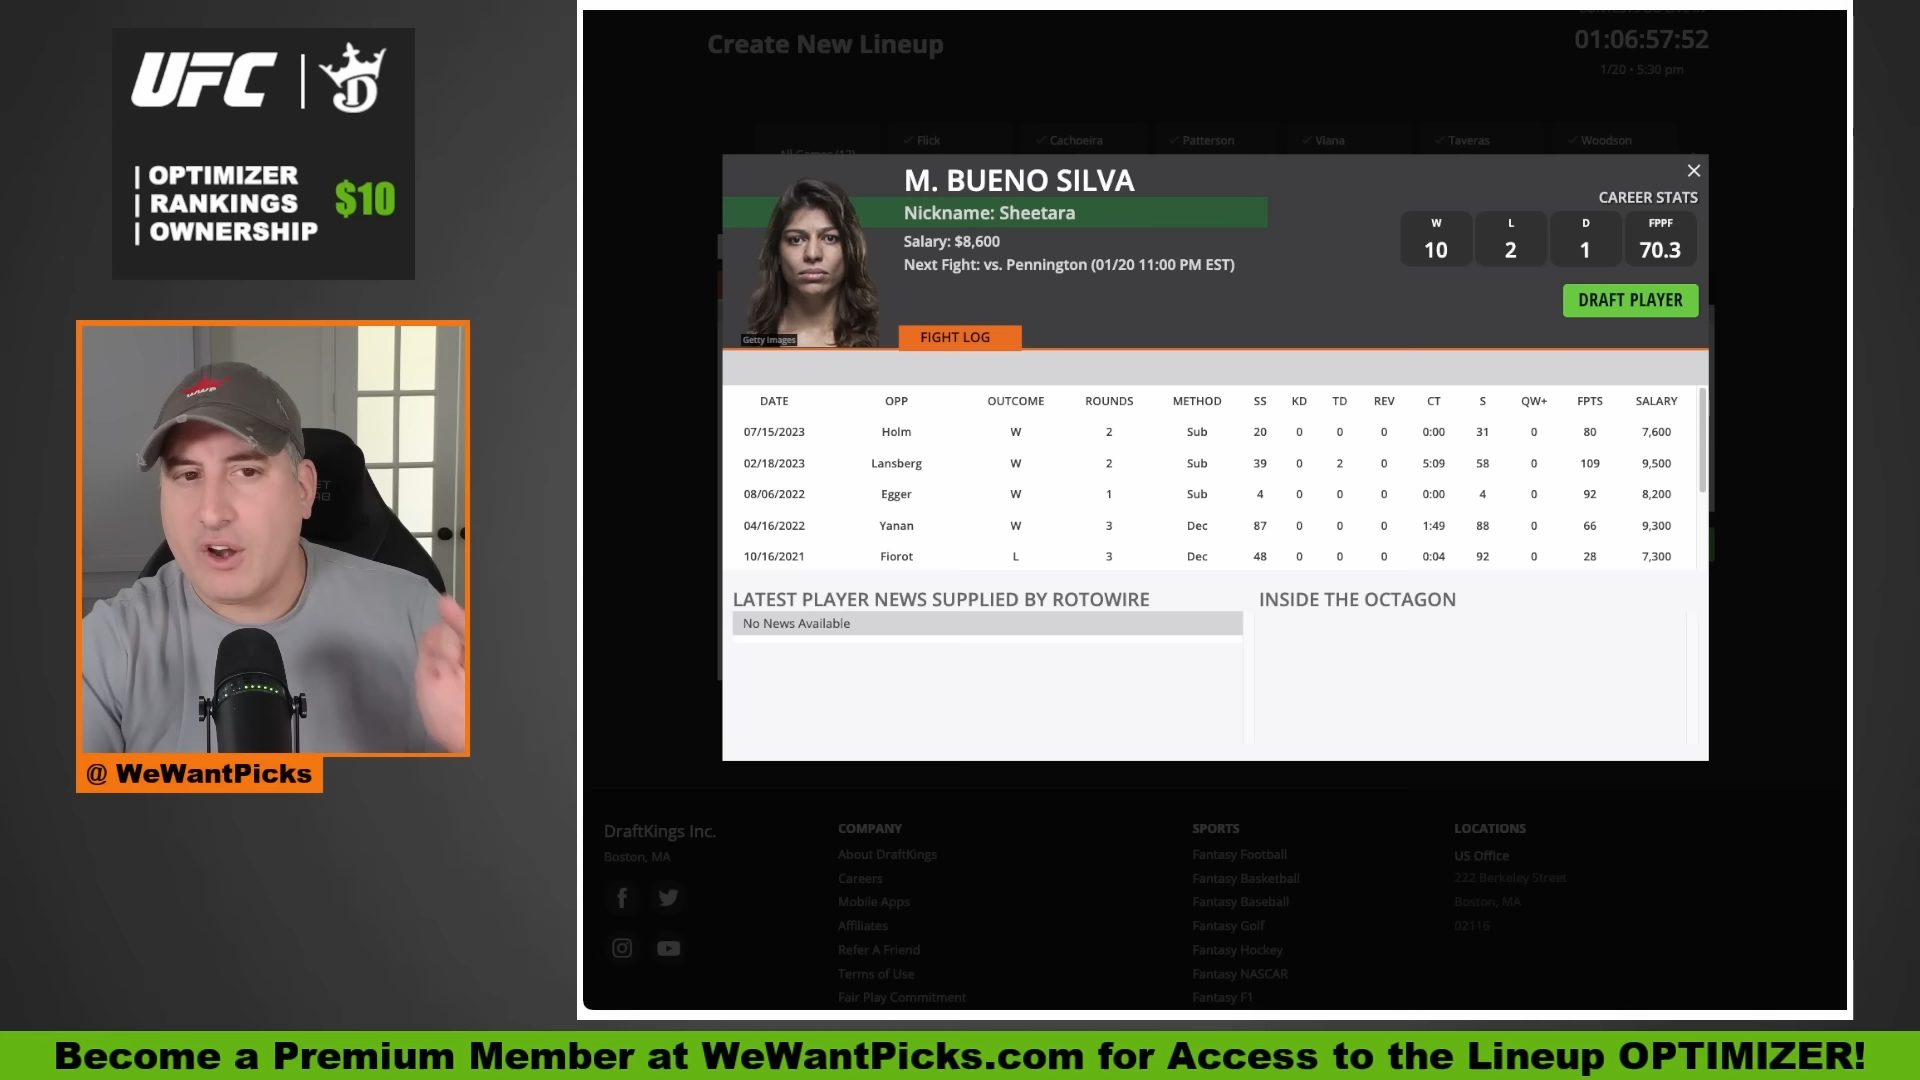 UFC
| OPTIMIZER
| RANKINGS
| OWNERSHIP
$10
WWP
@ WeWantPicks
Create New Lineup
01:06:57:52
1/20 • 5:30 pm
Flick
Cachoeira
Patterson
Viana
Taveras
Woodson
M. BUENO SILVA
Nickname: Sheetara
Salary: $8,600
Next Fight: vs. Pennington (01/20 11:00 PM EST)
Getty Images
CAREER STATS
W L D FPPF
10 2 1 70.3
DRAFT PLAYER
FIGHT LOG
DATE OPP OUTCOME ROUNDS METHOD SS KD TD REV CT S QW+ FPTS SALARY
07/15/2023 Holm W 2 Sub 20 0 0 0 0:00 31 0 80 7,600
02/18/2023 Lansberg W 2 Sub 39 0 2 0 5:09 58 0 109 9,500
08/06/2022 Egger W 1 Sub 4 0 0 0 0:00 4 0 92 8,200
04/16/2022 Yanan W 3 Dec 87 0 0 0 1:49 88 0 66 9,300
10/16/2021 Fiorot L 3 Dec 48 0 0 0 0:04 92 0 28 7,300
LATEST PLAYER NEWS SUPPLIED BY ROTOWIRE
No News Available
INSIDE THE OCTAGON
DraftKings Inc.
Boston, MA
COMPANY
About DraftKings
Careers
Mobile Apps
Affiliates
Refer A Friend
Terms of Use
Fair Play Commitment
SPORTS
Fantasy Football
Fantasy Basketball
Fantasy Baseball
Fantasy Golf
Fantasy Hockey
Fantasy NASCAR
Fantasy F1
LOCATIONS
US Office
222 Berkeley Street
Boston, MA
02116
Become a Premium Member at WeWantPicks.com for Access to the Lineup OPTIMIZER!